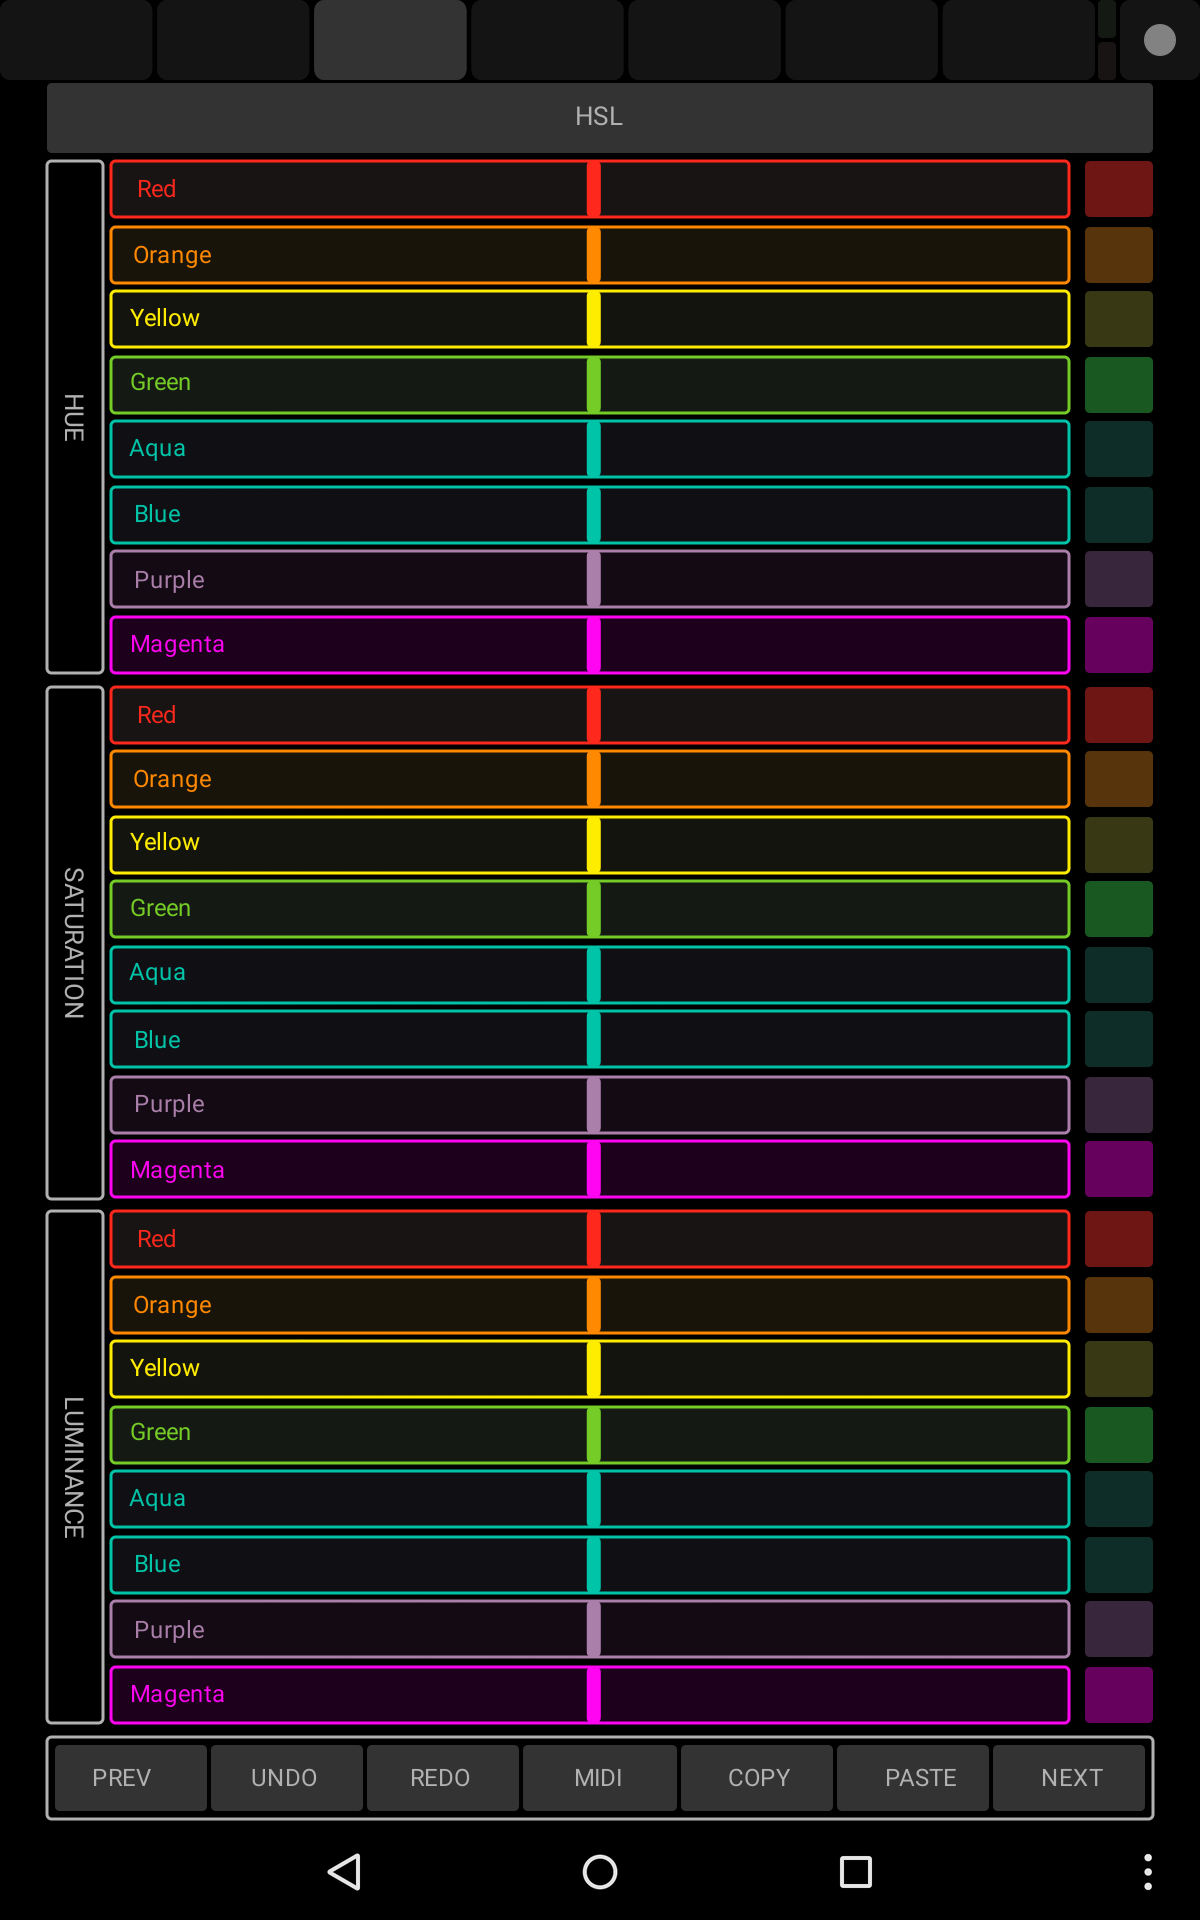 HSL
HUE
Red
Orange
Yellow
Green
Aqua
Blue
Purple
Magenta
SATURATION
Red
Orange
Yellow
Green
Aqua
Blue
Purple
Magenta
LUMINANCE
Red
Orange
Yellow
Green
Aqua
Blue
Purple
Magenta
PREV UNDO REDO MIDI COPY PASTE NEXT